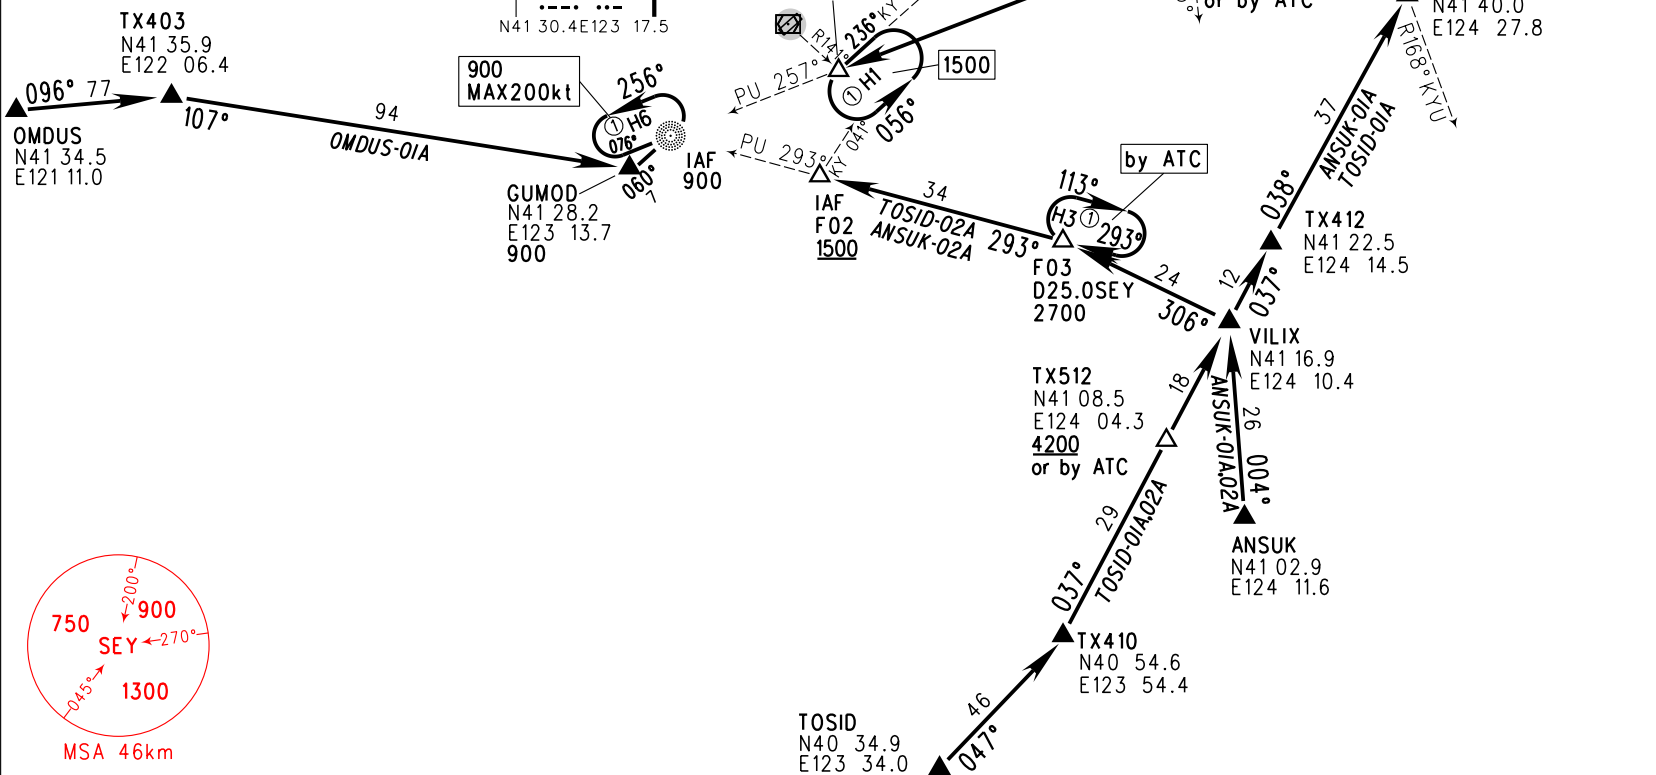 TX403
N41 35.9
E122 06.4
096° 77
OMDUS
N41 34.5
E121 11.0
107°
94
OMDUS-01A
N41 30.4E123 17.5
900
MAX200kt
256°
① H6
076°
IAF
900
060°
7
GUMOD
N41 28.2
E123 13.7
900
R141°
236°
KY
PU 257°
① H1
1500
056°
or by ATC
N41 40.0
E124 27.8
R168°KYU
PU 293°
KY 041°
IAF
F02
1500
34
TOSID-02A
ANSUK-02A
293°
by ATC
113°
H3 ①
293°
F03
D25.0SEY
2700
24
306°
37
ANSUK-01A
TOSID-01A
038°
TX412
N41 22.5
E124 14.5
12
037°
VILIX
N41 16.9
E124 10.4
TX512
N41 08.5
E124 04.3
4200
or by ATC
18
ANSUK-01A,02A
26
004°
ANSUK
N41 02.9
E124 11.6
29
TOSID-01A,02A
037°
TX410
N40 54.6
E123 54.4
46
047°
TOSID
N40 34.9
E123 34.0
200°
750
900
SEY
270°
045°
1300
MSA 46km